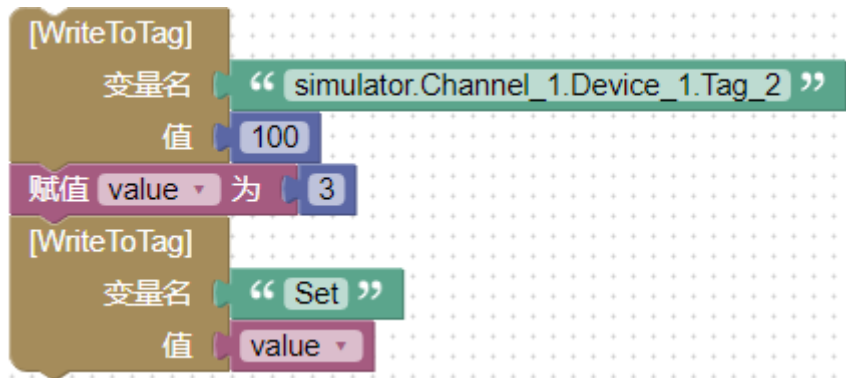 [WriteToTag]
变量名 “ simulator.Channel_1.Device_1.Tag_2 ”
值 100
赋值 value 为 3
[WriteToTag]
变量名 “ Set ”
值 value